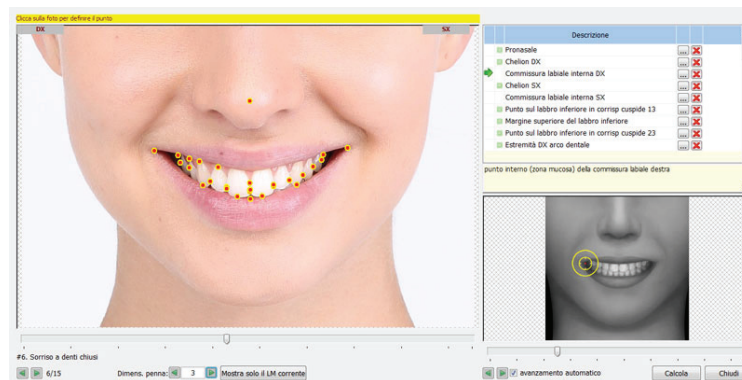 Clicca sulla foto per definire il punto
DX
SX
Descrizione
Pronasale
Chelion DX
Commissura labiale interna DX
Chelion SX
Commissura labiale interna SX
Punto sul labbro inferiore in corrisp cuspide 13
Margine superiore del labbro inferiore
Punto sul labbro inferiore in corrisp cuspide 23
Estremità DX arco dentale
punto interno (zona mucosa) della commissura labiale destra
#6. Sorriso a denti chiusi
6/15
Dimens. penna:
3
Mostra solo il LM corrente
avanzamento automatico
Calcola
Chiudi